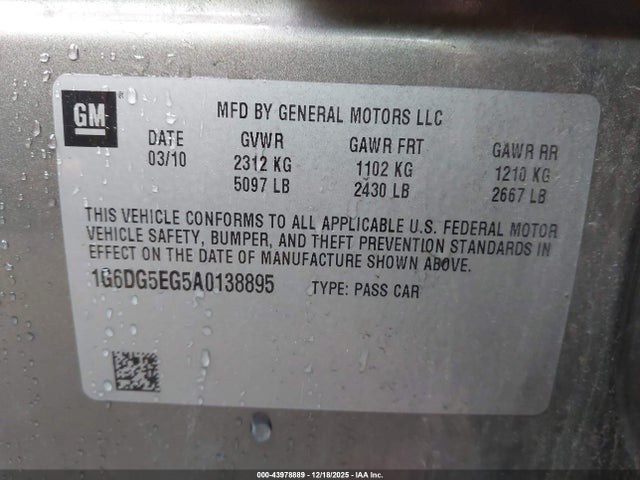 GM
MFD BY GENERAL MOTORS LLC
DATE GVWR GAWR FRT GAWR RR
03/10 2312 KG 1102 KG 1210 KG
5097 LB 2430 LB 2667 LB
THIS VEHICLE CONFORMS TO ALL APPLICABLE U.S. FEDERAL MOTOR
VEHICLE SAFETY, BUMPER, AND THEFT PREVENTION STANDARDS IN
EFFECT ON THE DATE OF MANUFACTURE SHOWN ABOVE.
1G6DG5EG5A0138895 TYPE: PASS CAR
000-43978889 - 12/18/2025 - IAA Inc.